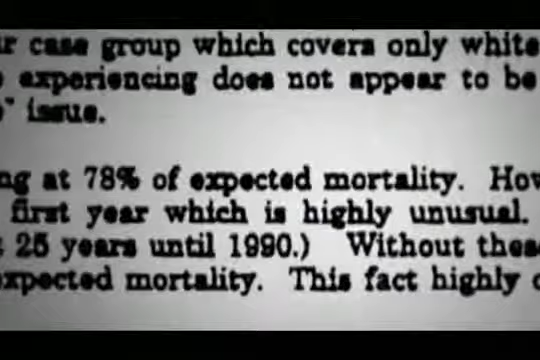 r case group which covers only white
experiencing does not appear to be
" issue.
ng at 78% of expected mortality. How
first year which is highly unusual.
25 years until 1990.) Without thes
expected mortality. This fact highly